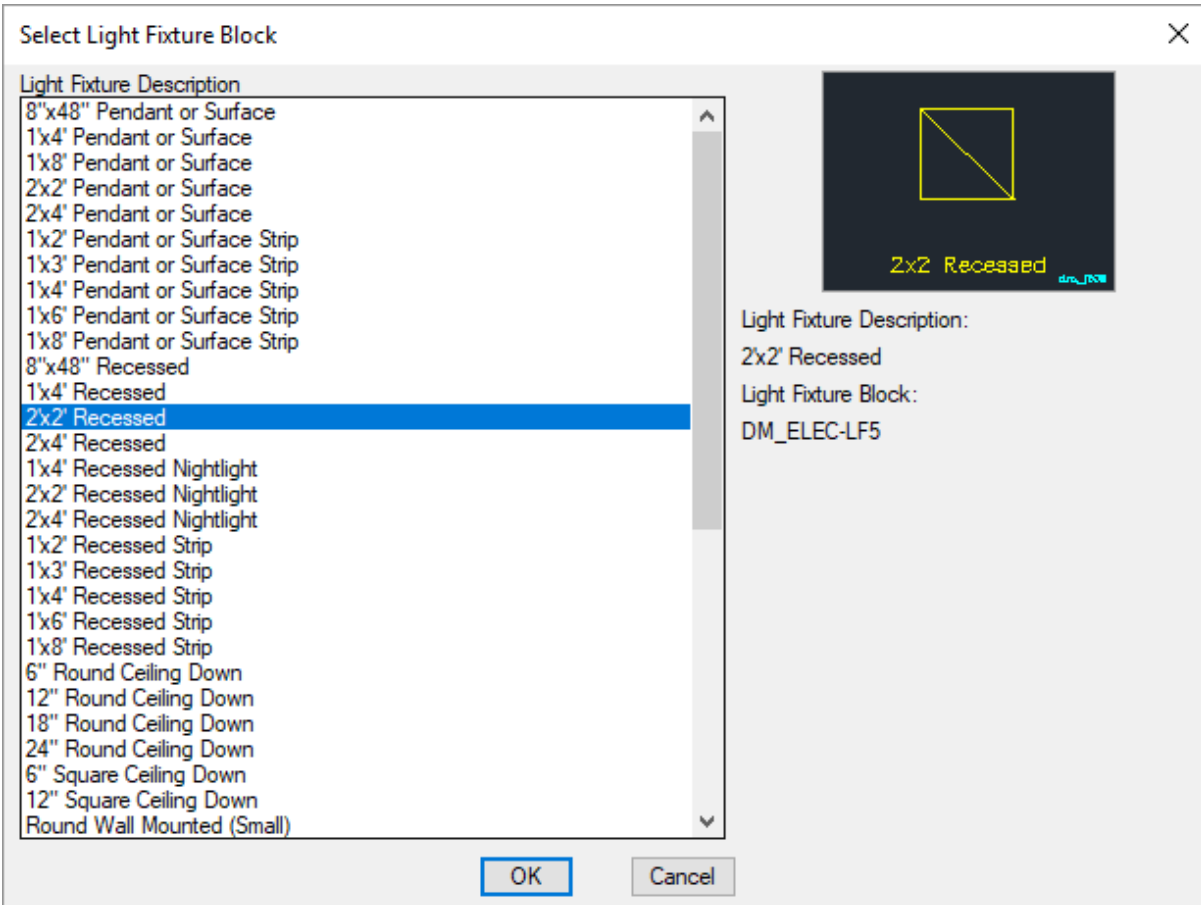 Select Light Fixture Block
Light Fixture Description
8"x48" Pendant or Surface
1'x4' Pendant or Surface
1'x8' Pendant or Surface
2'x2' Pendant or Surface
2'x4' Pendant or Surface
1'x2' Pendant or Surface Strip
1'x3' Pendant or Surface Strip
1'x4' Pendant or Surface Strip
1'x6' Pendant or Surface Strip
1'x8' Pendant or Surface Strip
8"x48" Recessed
1'x4' Recessed
2'x2' Recessed
2'x4' Recessed
1'x4' Recessed Nightlight
2'x2' Recessed Nightlight
2'x4' Recessed Nightlight
1'x2' Recessed Strip
1'x3' Recessed Strip
1'x4' Recessed Strip
1'x6' Recessed Strip
1'x8' Recessed Strip
6" Round Ceiling Down
12" Round Ceiling Down
18" Round Ceiling Down
24" Round Ceiling Down
6" Square Ceiling Down
12" Square Ceiling Down
Round Wall Mounted (Small)
2x2 Recessed
Light Fixture Description:
2'x2' Recessed
Light Fixture Block:
DM_ELEC-LF5
OK
Cancel